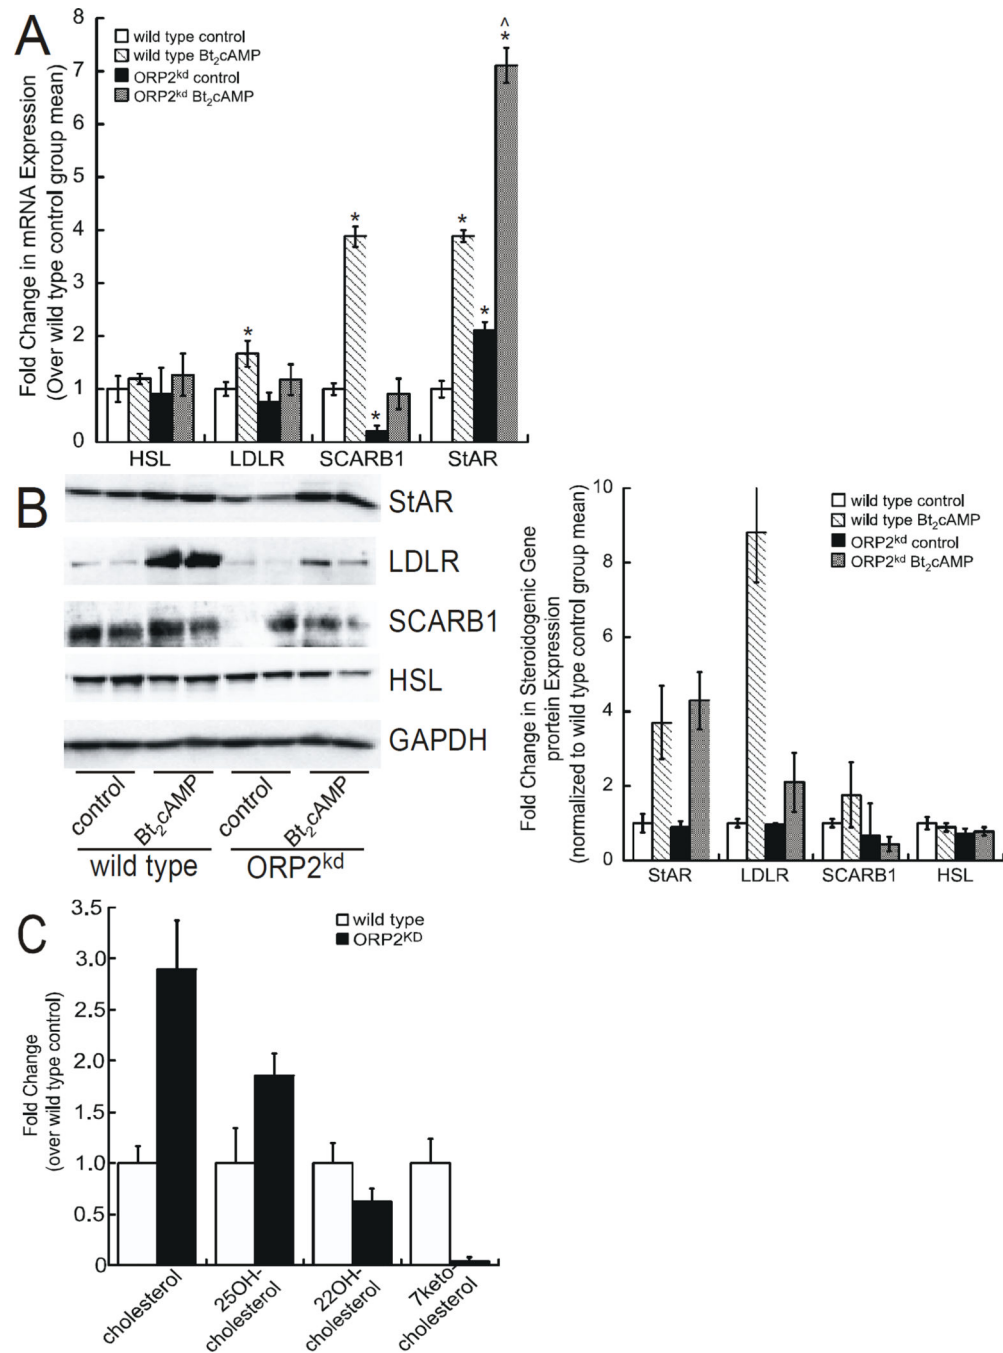 A
Fold Change in mRNA Expression
(Over wild type control group mean)
8
7
6
5
4
3
2
1
0
wild type control
wild type Bt2cAMP
ORP2kd control
ORP2kd Bt2cAMP
*
*
*
*
*
^
*
HSL LDLR SCARB1 StAR
B
StAR
LDLR
SCARB1
HSL
GAPDH
control
Bt2cAMP
control
Bt2cAMP
wild type
ORP2kd
Fold Change in Steroidogenic Gene
prortein Expression
(normalized to wild type control group mean)
10
8
6
4
2
0
wild type control
wild type Bt2cAMP
ORP2kd control
ORP2kd Bt2cAMP
StAR LDLR SCARB1 HSL
C
Fold Change
(over wild type control)
3.5
3.0
2.5
2.0
1.5
1.0
0.5
0
wild type
ORP2KD
cholesterol
25OH-
cholesterol
22OH-
cholesterol
7keto-
cholesterol